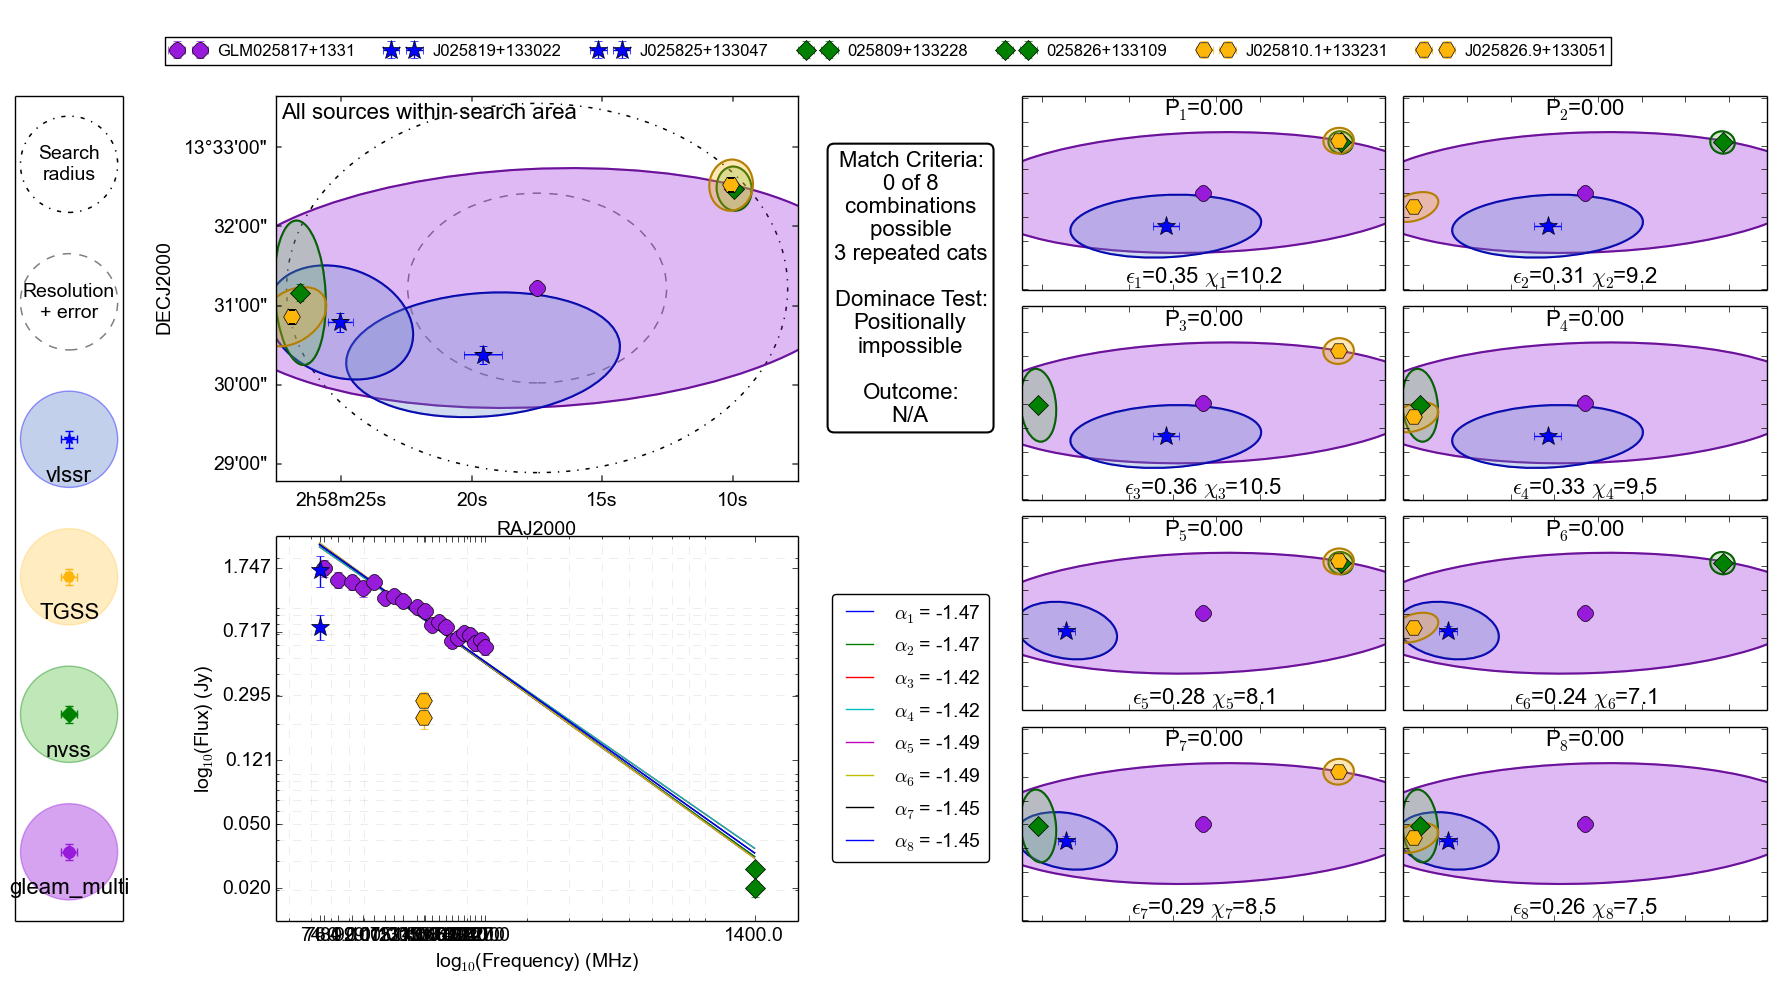 GLM025817+1331 J025819+133022 J025825+133047 025809+133228 025826+133109 J025810.1+133231 J025826.9+133051
Search
radius
Resolution
+ error
vlssr
TGSS
nvss
gleam_multi
All sources within search area
DECJ2000
13°33'00"
32'00"
31'00"
30'00"
29'00"
2h58m25s 20s 15s 10s
RAJ2000
Match Criteria:
0 of 8
combinations
possible
3 repeated cats
Dominace Test:
Positionally
impossible
Outcome:
N/A
log10(Flux) (Jy)
1.747
0.717
0.295
0.121
0.050
0.020
1400.0
log10(Frequency) (MHz)
α1 = -1.47
α2 = -1.47
α3 = -1.42
α4 = -1.42
α5 = -1.49
α6 = -1.49
α7 = -1.45
α8 = -1.45
P1=0.00
ϵ1=0.35 χ1=10.2
P2=0.00
ϵ2=0.31 χ2=9.2
P3=0.00
ϵ3=0.36 χ3=10.5
P4=0.00
ϵ4=0.33 χ4=9.5
P5=0.00
ϵ5=0.28 χ5=8.1
P6=0.00
ϵ6=0.24 χ6=7.1
P7=0.00
ϵ7=0.29 χ7=8.5
P8=0.00
ϵ8=0.26 χ8=7.5